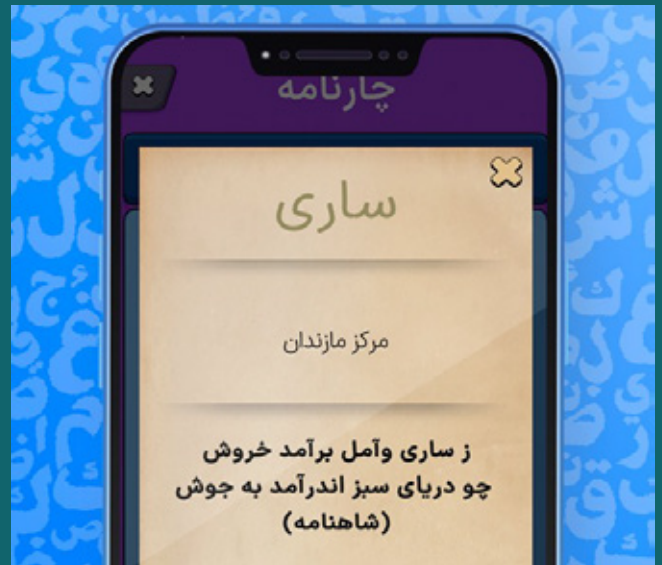 چارنامه
ساری
مرکز مازندان
ز ساری وآمل برآمد خروش
چو دریای سبز اندرآمد به جوش
(شاهنامه)